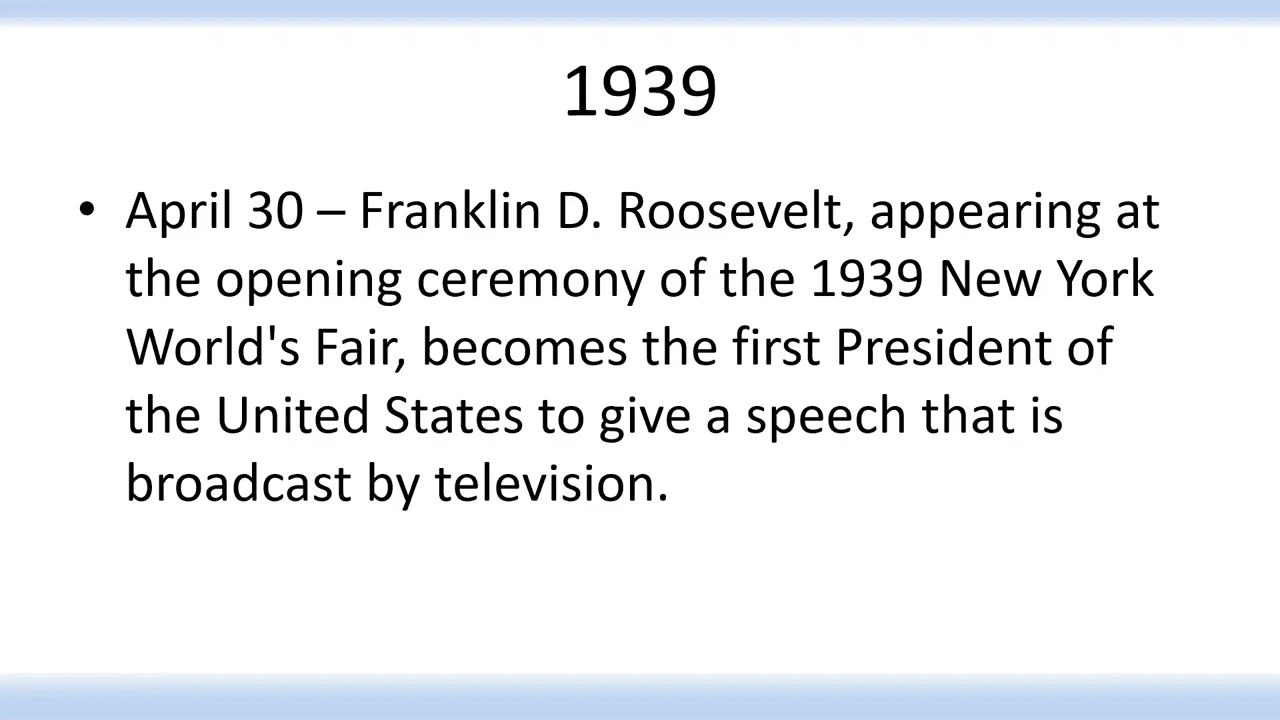 1939
• April 30 – Franklin D. Roosevelt, appearing at
the opening ceremony of the 1939 New York
World's Fair, becomes the first President of
the United States to give a speech that is
broadcast by television.